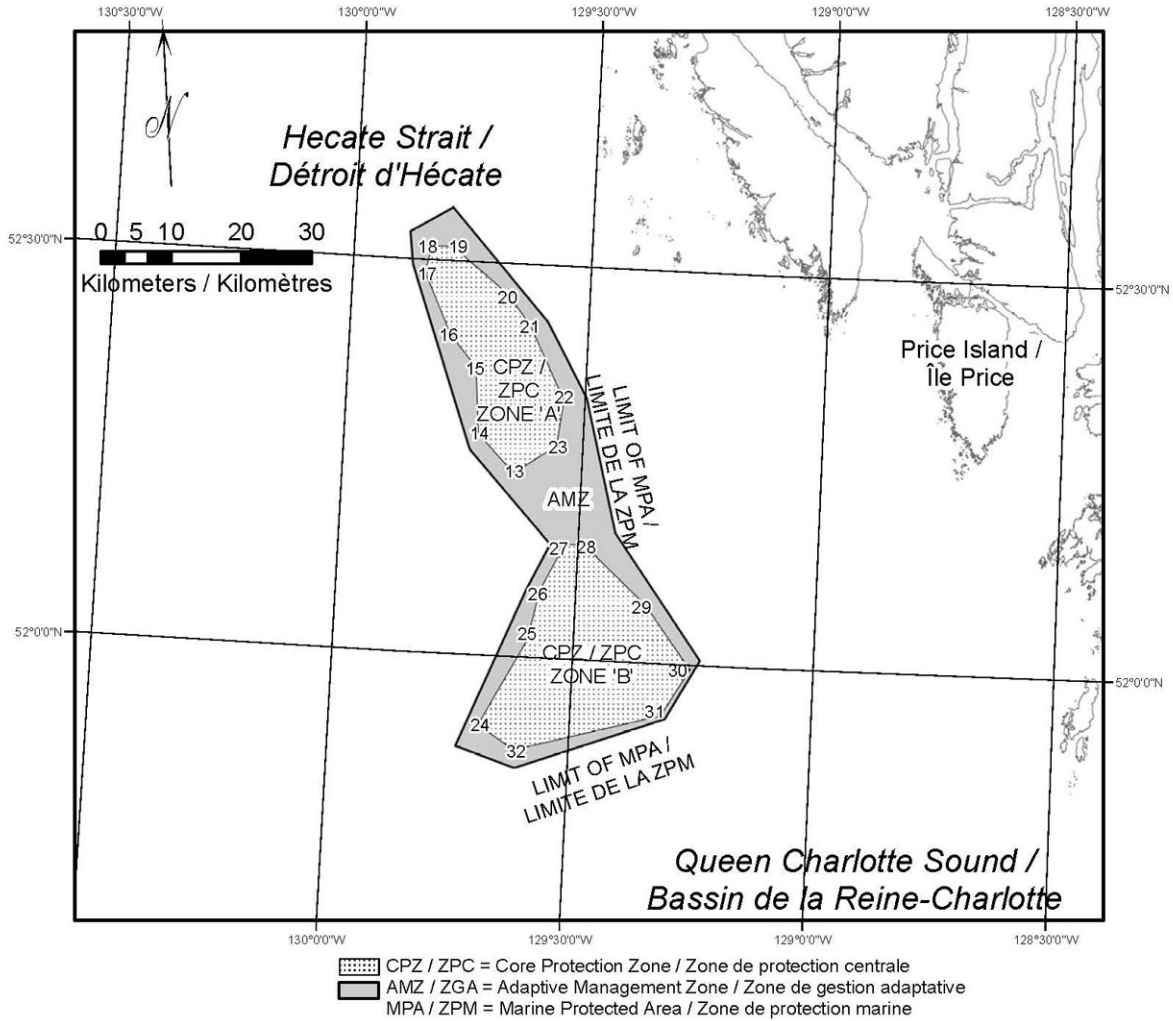 130°30'0"W 130°0'0"W 129°30'0"W 129°0'0"W 128°30'0"W
N
Hecate Strait /
Détroit d'Hécate
52°30'0"N
0 5 10 20 30
Kilometers / Kilomètres
18 19
17
20
21
16
15
CPZ /
ZPC
ZONE 'A'
22
14
23
13
52°30'0"N
Price Island /
Île Price
LIMIT OF MPA /
LIMITE DE LA ZPM
AMZ
27 28
26
29
25
52°0'0"N
CPZ / ZPC
ZONE 'B'
30
52°0'0"N
31
24
32
LIMIT OF MPA /
LIMITE DE LA ZPM
Queen Charlotte Sound /
Bassin de la Reine-Charlotte
130°0'0"W 129°30'0"W 129°0'0"W 128°30'0"W
CPZ / ZPC = Core Protection Zone / Zone de protection centrale
AMZ / ZGA = Adaptive Management Zone / Zone de gestion adaptative
MPA / ZPM = Marine Protected Area / Zone de protection marine